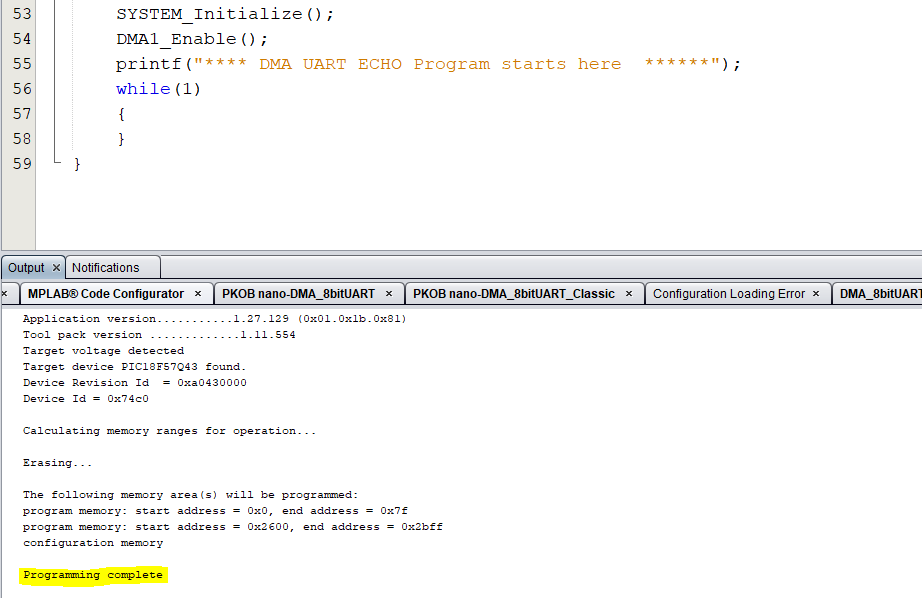 53 SYSTEM_Initialize();
54 DMA1_Enable();
55 printf("**** DMA UART ECHO Program starts here  ******");
56 while(1)
57 {
58 }
59 }
Output × Notifications
× MPLAB® Code Configurator × PKOB nano-DMA_8bitUART × PKOB nano-DMA_8bitUART_Classic × Configuration Loading Error × DMA_8bitUART
Application version...........1.27.129 (0x01.0x1b.0x81)
Tool pack version .............1.11.554
Target voltage detected
Target device PIC18F57Q43 found.
Device Revision Id  = 0xa0430000
Device Id = 0x74c0
Calculating memory ranges for operation...
Erasing...
The following memory area(s) will be programmed:
program memory: start address = 0x0, end address = 0x7f
program memory: start address = 0x2600, end address = 0x2bff
configuration memory
Programming complete